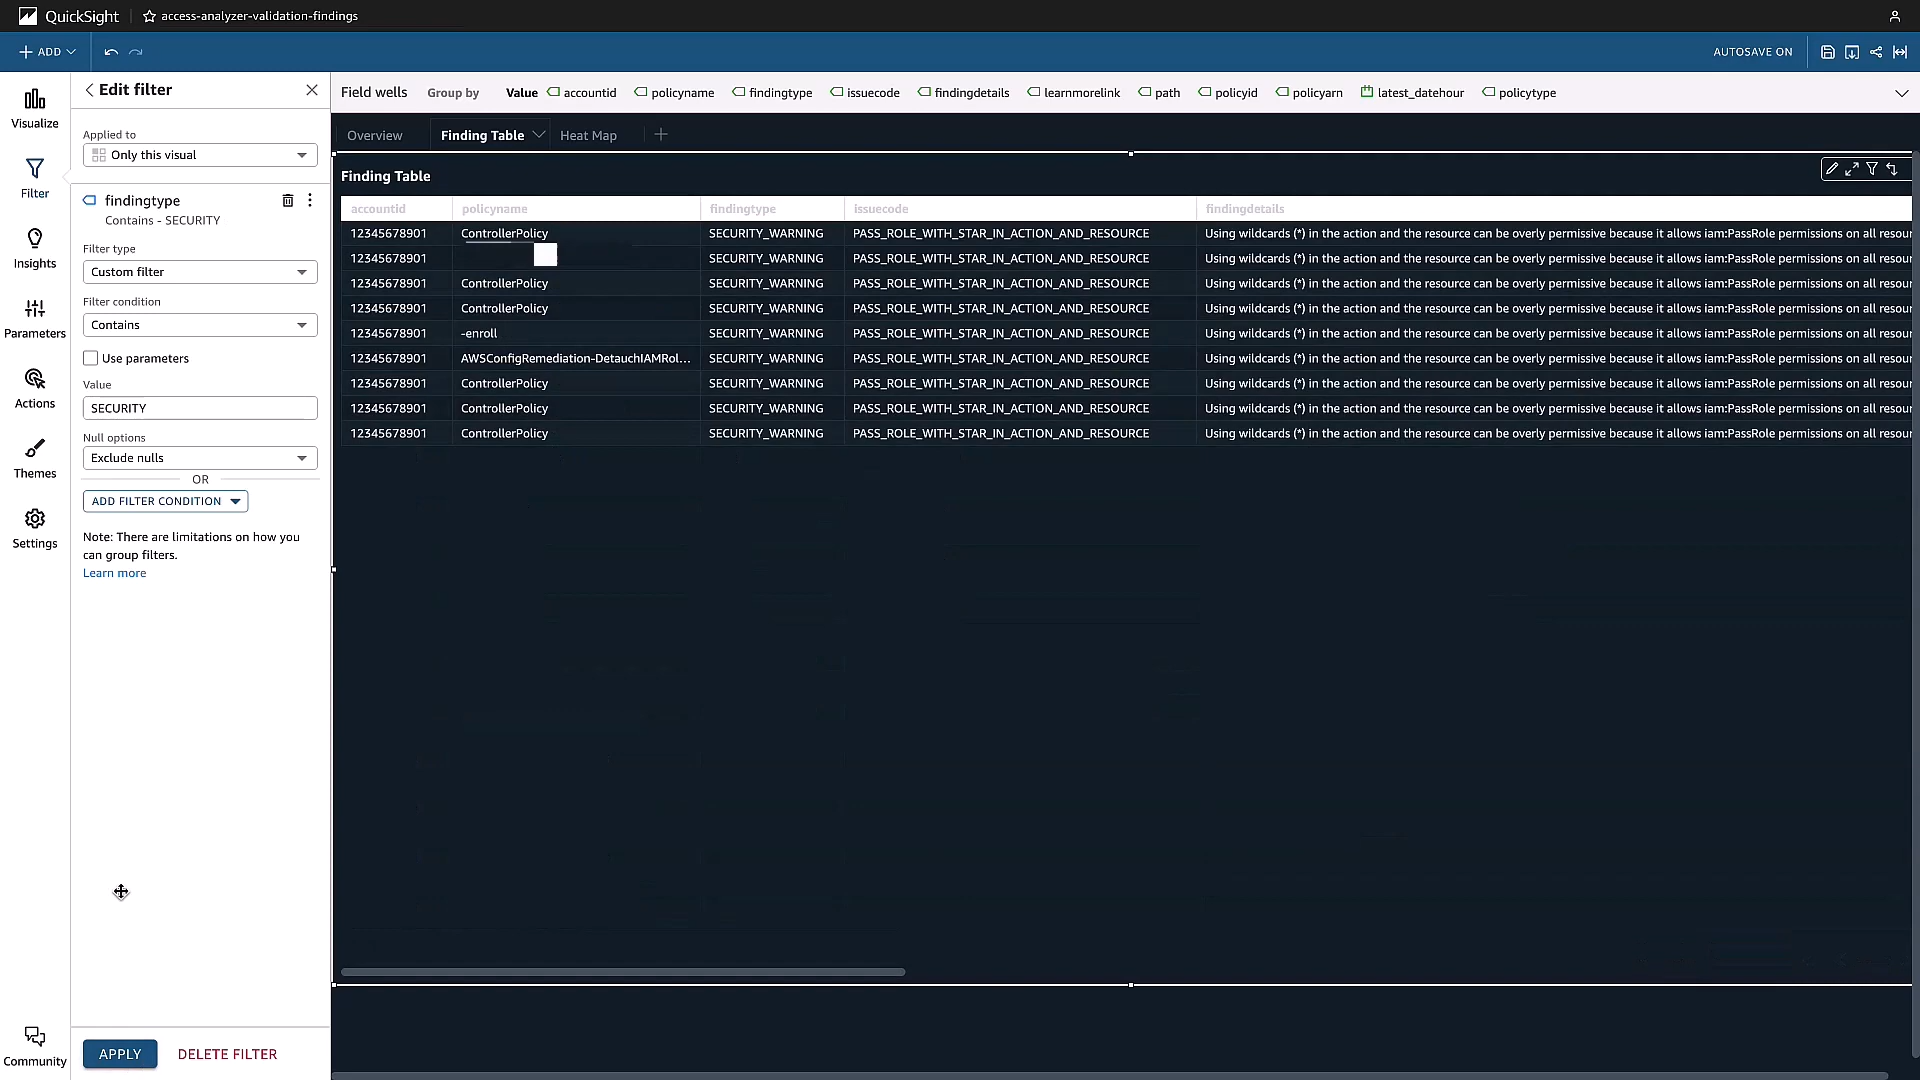 QuickSight access-analyzer-validation-findings
ADD AUTOSAVE ON
Visualize
Filter
Insights
Parameters
Actions
Themes
Settings
Community
Edit filter
Applied to
Only this visual
findingtype
Contains - SECURITY
Filter type
Custom filter
Filter condition
Contains
Use parameters
Value
SECURITY
Null options
Exclude nulls
OR
ADD FILTER CONDITION
Note: There are limitations on how you
can group filters.
Learn more
APPLY DELETE FILTER
Field wells Group by Value accountid policyname findingtype issuecode findingdetails learnmorelink path policyid policyarn latest_datehour policytype
Overview Finding Table Heat Map
Finding Table
accountid policyname findingtype issuecode findingdetails
12345678901 ControllerPolicy SECURITY_WARNING PASS_ROLE_WITH_STAR_IN_ACTION_AND_RESOURCE Using wildcards (*) in the action and the resource can be overly permissive because it allows iam:PassRole permissions on all resour
12345678901 SECURITY_WARNING PASS_ROLE_WITH_STAR_IN_ACTION_AND_RESOURCE Using wildcards (*) in the action and the resource can be overly permissive because it allows iam:PassRole permissions on all resour
12345678901 ControllerPolicy SECURITY_WARNING PASS_ROLE_WITH_STAR_IN_ACTION_AND_RESOURCE Using wildcards (*) in the action and the resource can be overly permissive because it allows iam:PassRole permissions on all resour
12345678901 ControllerPolicy SECURITY_WARNING PASS_ROLE_WITH_STAR_IN_ACTION_AND_RESOURCE Using wildcards (*) in the action and the resource can be overly permissive because it allows iam:PassRole permissions on all resour
12345678901 -enroll SECURITY_WARNING PASS_ROLE_WITH_STAR_IN_ACTION_AND_RESOURCE Using wildcards (*) in the action and the resource can be overly permissive because it allows iam:PassRole permissions on all resour
12345678901 AWSConfigRemediation-DetauchIAMRol... SECURITY_WARNING PASS_ROLE_WITH_STAR_IN_ACTION_AND_RESOURCE Using wildcards (*) in the action and the resource can be overly permissive because it allows iam:PassRole permissions on all resour
12345678901 ControllerPolicy SECURITY_WARNING PASS_ROLE_WITH_STAR_IN_ACTION_AND_RESOURCE Using wildcards (*) in the action and the resource can be overly permissive because it allows iam:PassRole permissions on all resour
12345678901 ControllerPolicy SECURITY_WARNING PASS_ROLE_WITH_STAR_IN_ACTION_AND_RESOURCE Using wildcards (*) in the action and the resource can be overly permissive because it allows iam:PassRole permissions on all resour
12345678901 ControllerPolicy SECURITY_WARNING PASS_ROLE_WITH_STAR_IN_ACTION_AND_RESOURCE Using wildcards (*) in the action and the resource can be overly permissive because it allows iam:PassRole permissions on all resour